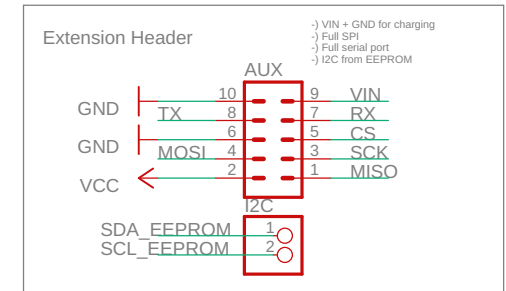 Extension Header
-) VIN + GND for charging
-) Full SPI
-) Full serial port
-) I2C from EEPROM
AUX
GND 10 9 VIN
TX 8 7 RX
GND 6 5 CS
MOSI 4 3 SCK
VCC 2 1 MISO
I2C
SDA_EEPROM 1
SCL_EEPROM 2